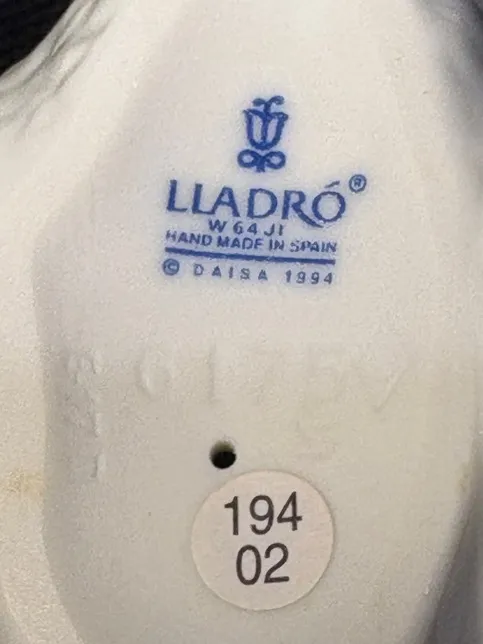 LLADRÓ®
W 64 JI
HAND MADE IN SPAIN
© DAISA 1994
194
02